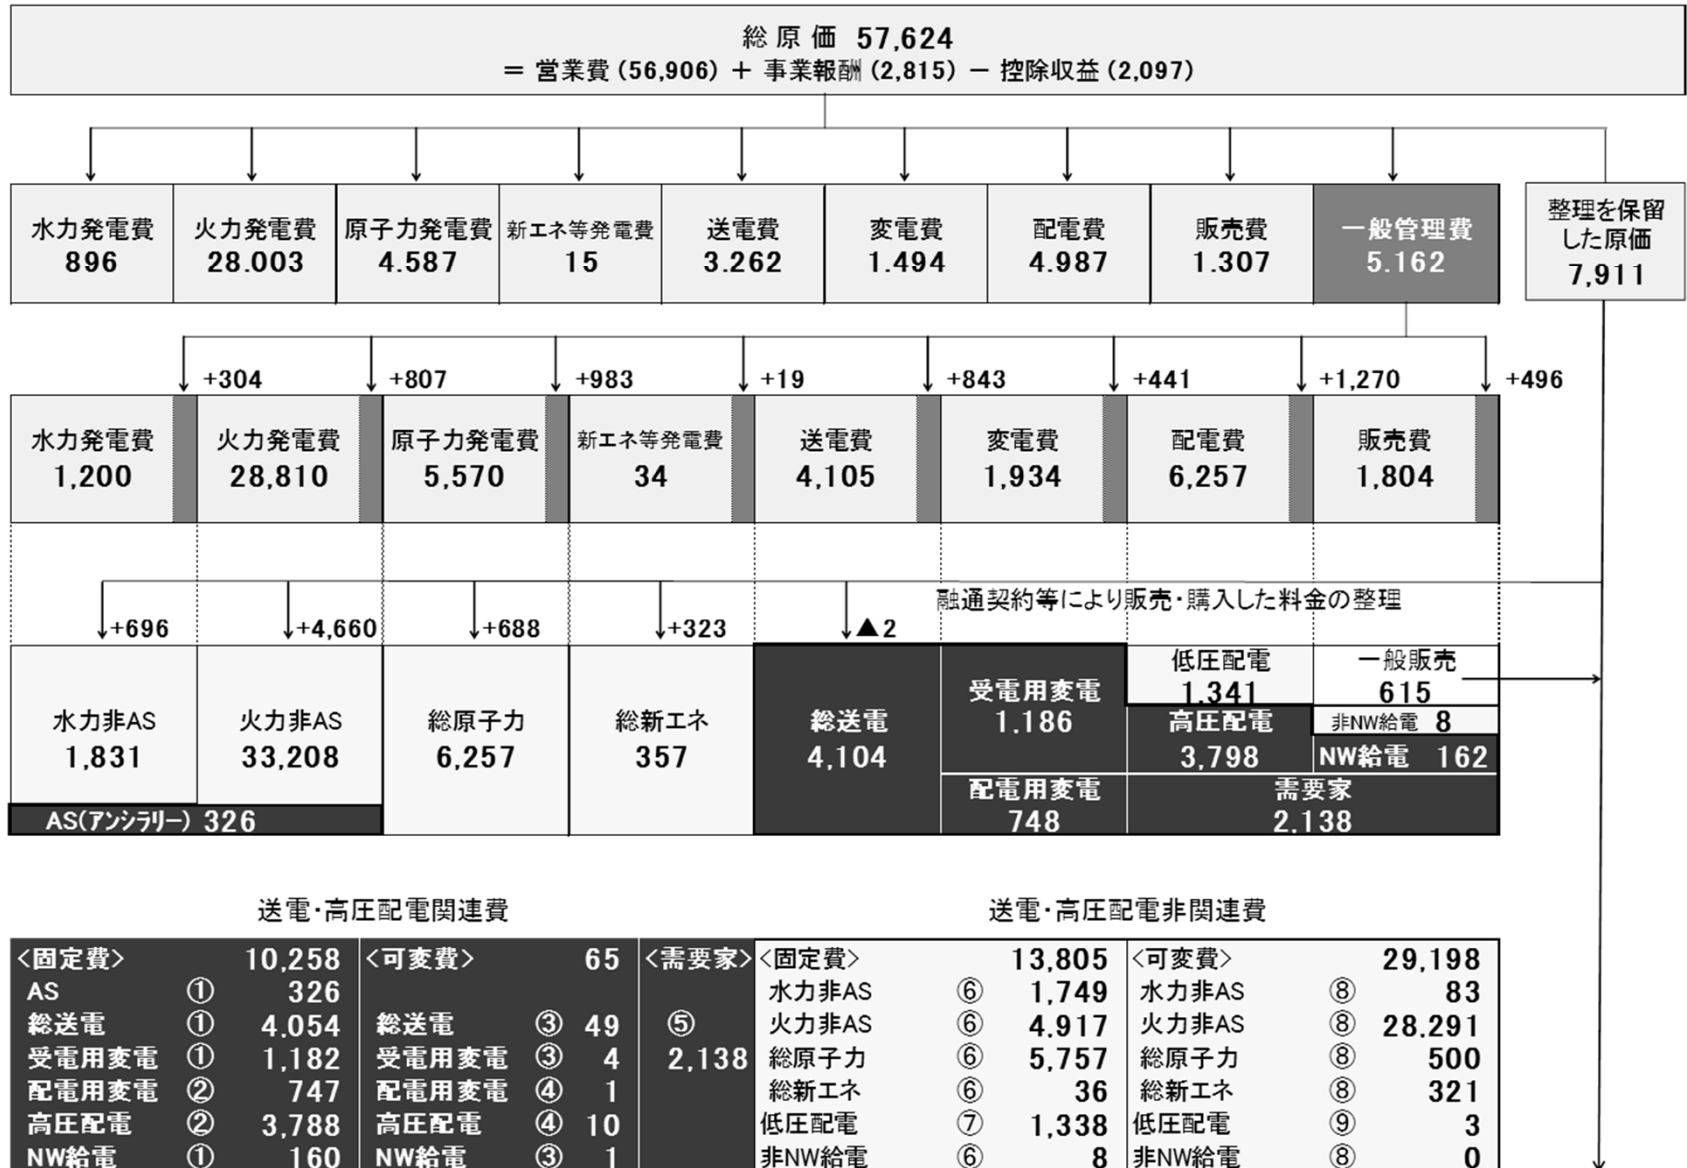 総原価 57,624
＝ 営業費(56,906) ＋ 事業報酬(2,815) － 控除収益(2,097)
水力発電費 火力発電費 原子力発電費 新エネ等発電費 送電費 変電費 配電費 販売費 一般管理費
896 28.003 4.587 15 3.262 1.494 4.987 1.307 5.162
整理を保留
した原価
7,911
+304 +807 +983 +19 +843 +441 +1,270 +496
水力発電費 火力発電費 原子力発電費 新エネ等発電費 送電費 変電費 配電費 販売費
1,200 28,810 5,570 34 4,105 1,934 6,257 1,804
融通契約等により販売・購入した料金の整理
+696 +4,660 +688 +323 ▲2
水力非AS 火力非AS 総原子力 総新エネ 総送電
1,831 33,208 6,257 357 4,104
AS(アンシラリー) 326
受電用変電
1.186
配電用変電
748
低圧配電
1.341
高圧配電
3,798
一般販売
615
非NW給電 8
NW給電 162
需要家
2.138
送電・高圧配電関連費
<固定費> 10,258 <可変費> 65 <需要家>
AS ① 326
総送電 ① 4.054 総送電 ③ 49 ⑤
受電用変電 ① 1,182 受電用変電 ③ 4 2,138
配電用変電 ② 747 配電用変電 ④ 1
高圧配電 ② 3,788 高圧配電 ④ 10
NW給電 ① 160 NW給電 ③ 1
送電・高圧配電非関連費
<固定費> 13,805 <可変費> 29,198
水力非AS ⑥ 1,749 水力非AS ⑧ 83
火力非AS ⑥ 4.917 火力非AS ⑧ 28.291
総原子力 ⑥ 5,757 総原子力 ⑧ 500
総新エネ ⑥ 36 総新エネ ⑧ 321
低圧配電 ⑦ 1,338 低圧配電 ⑨ 3
非NW給電 ⑥ 8 非NW給電 ⑧ 0